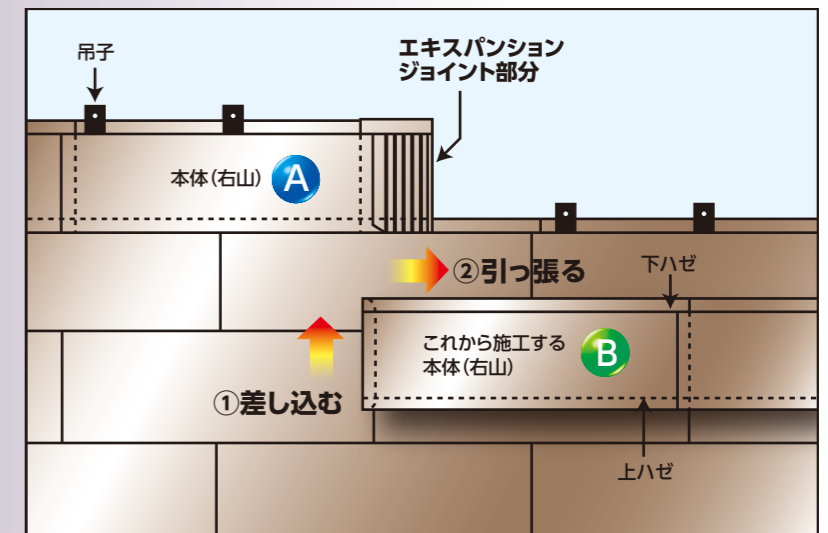 吊子
エキスパンション
ジョイント部分
本体(右山)
A
②引っ張る
下ハゼ
これから施工する
本体(右山)
B
①差し込む
上ハゼ